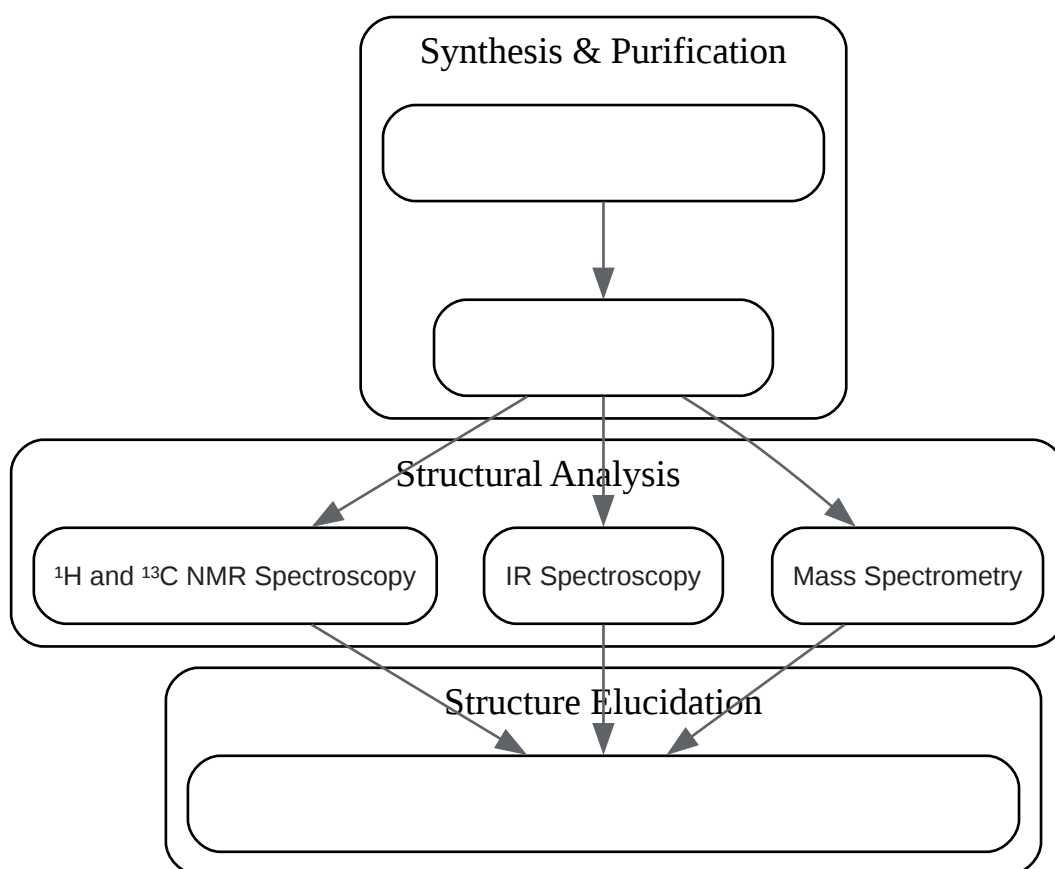 Synthesis & Purification
Structural Analysis
¹H and ¹³C NMR Spectroscopy
IR Spectroscopy
Mass Spectrometry
Structure Elucidation